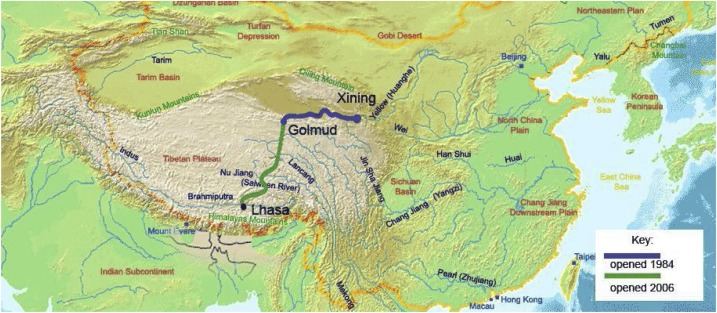 Dzungarian Basin
Northeastern Plain
Tian Shan
Turfan
Depression
Gobi Desert
Tumen
Changbai
Mountain
Beijing
Yalu
Tarim
Tarim Basin
Qilian Mountain
Kunlun Mountains
Xining
Yellow (Huanghe)
Yellow
Sea
Korean
Peninsula
Golmud
Wei
North China
Plain
Indus
Tibetan Plateau
Lancang
Jin Sha Jiang
Han Shui
Huai
Nu Jiang
(Salween River)
Sichuan
Basin
East China
Sea
Brahmiputra
Lhasa
Chang Jiang (Yangzi)
Chang Jiang
Downstream Plain
Himalayas Mountains
Mount Evere
Key:
opened 1984
opened 2006
Taipei
Indian Subcontinent
Mekong
Pearl (Zhujiang)
Macau
Hong Kong